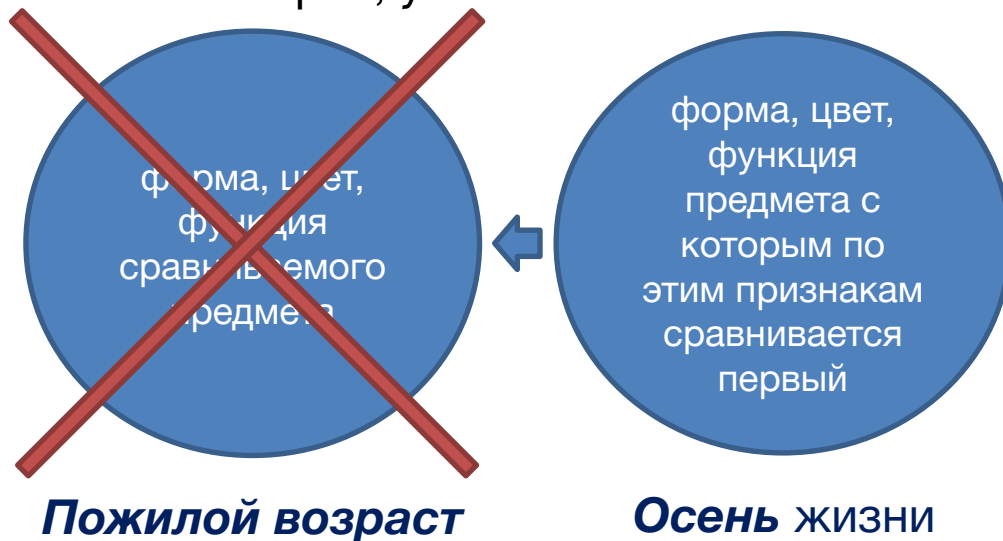 форма, цвет,
функция
сравниваемого
предмета
форма, цвет,
функция
предмета с
которым по
этим признакам
сравнивается
первый
Пожилой возраст
Осень жизни